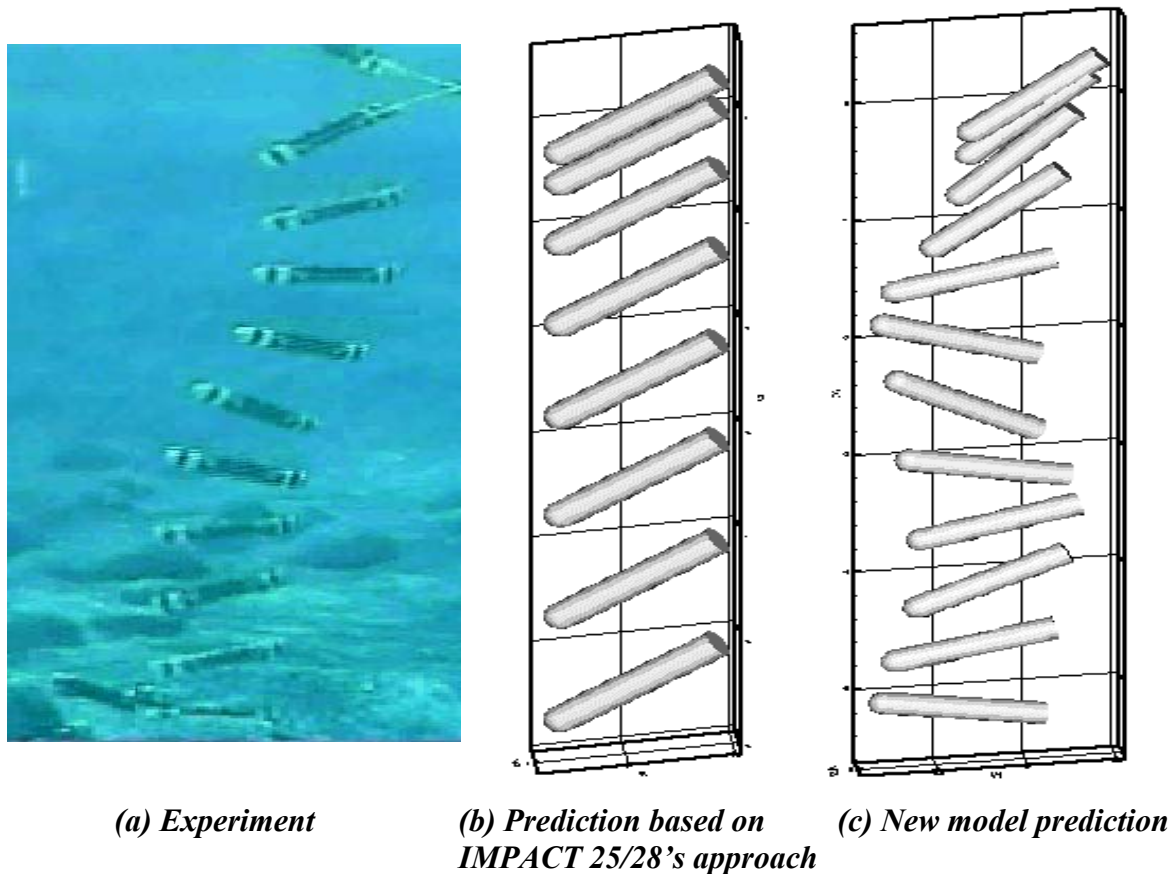 (a) Experiment
(b) Prediction based on
IMPACT 25/28's approach
(c) New model prediction